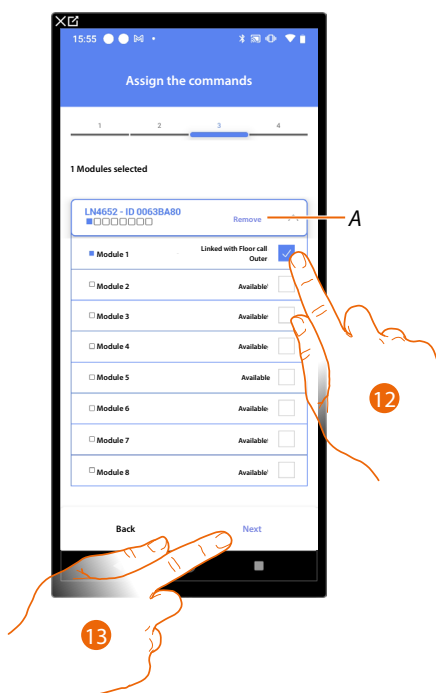 15:55
Assign the commands
1 2 3 4
1 Modules selected
LN4652 - ID 0063BA80
Remove
A
Module 1
Linked with Floor call
Outer
Module 2 Available
Module 3 Available
Module 4 Available
Module 5 Available
Module 6 Available
Module 7 Available
Module 8 Available
12
Back Next
13